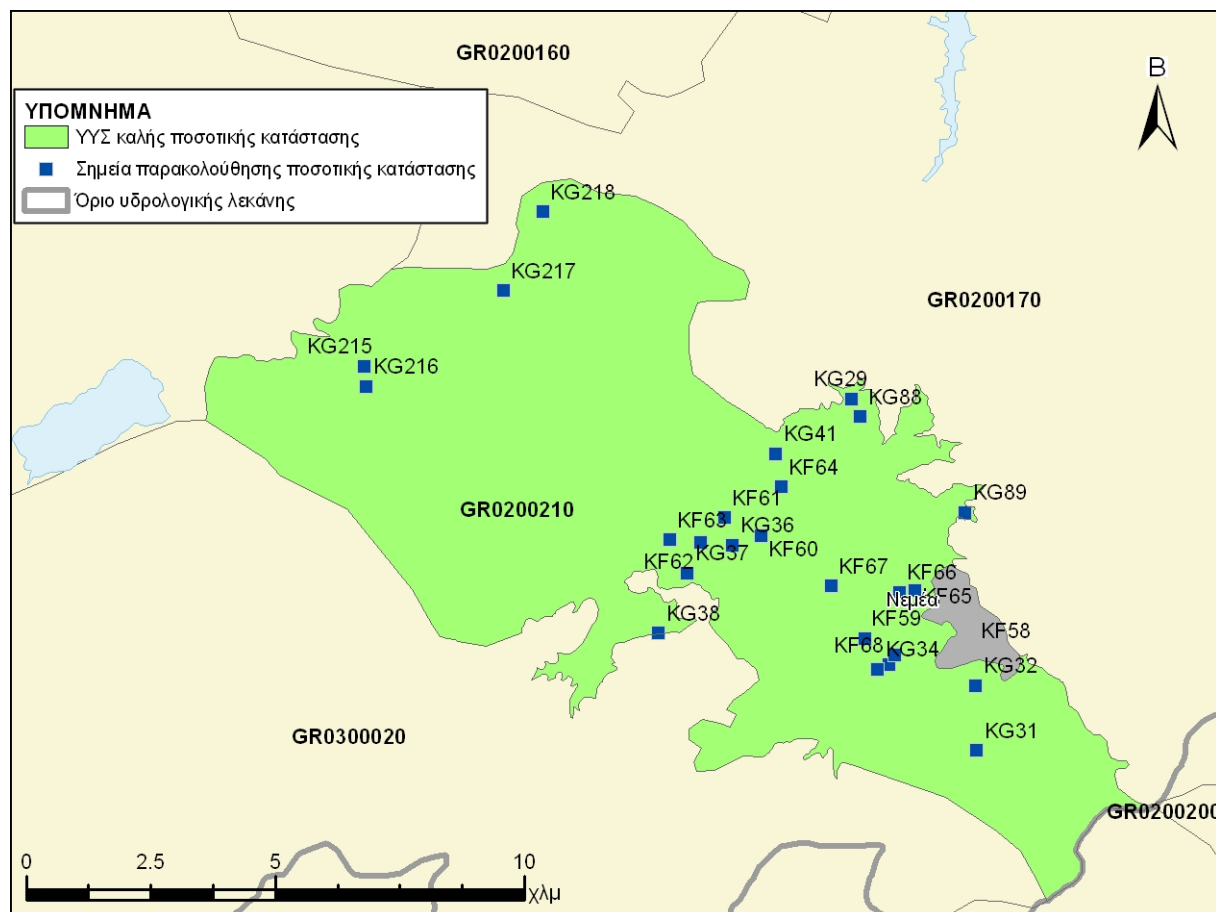 GR0200160
Β
ΥΠΟΜΝΗΜΑ
ΥΥΣ καλής ποσοτικής κατάστασης
Σημεία παρακολούθησης ποσοτικής κατάστασης
Όριο υδρολογικής λεκάνης
KG218
KG217
GR0200170
KG215
KG216
KG29
KG88
KG41
KF64
GR0200210
KG89
KF61
KF63
KG36
KG37
KF60
KF62
KF67
KF66
KF65
Νεμέα
KG38
KF59
KF58
KF68
KG34
KG32
GR0300020
KG31
GR0200200
0
2.5
5
10
χλμ